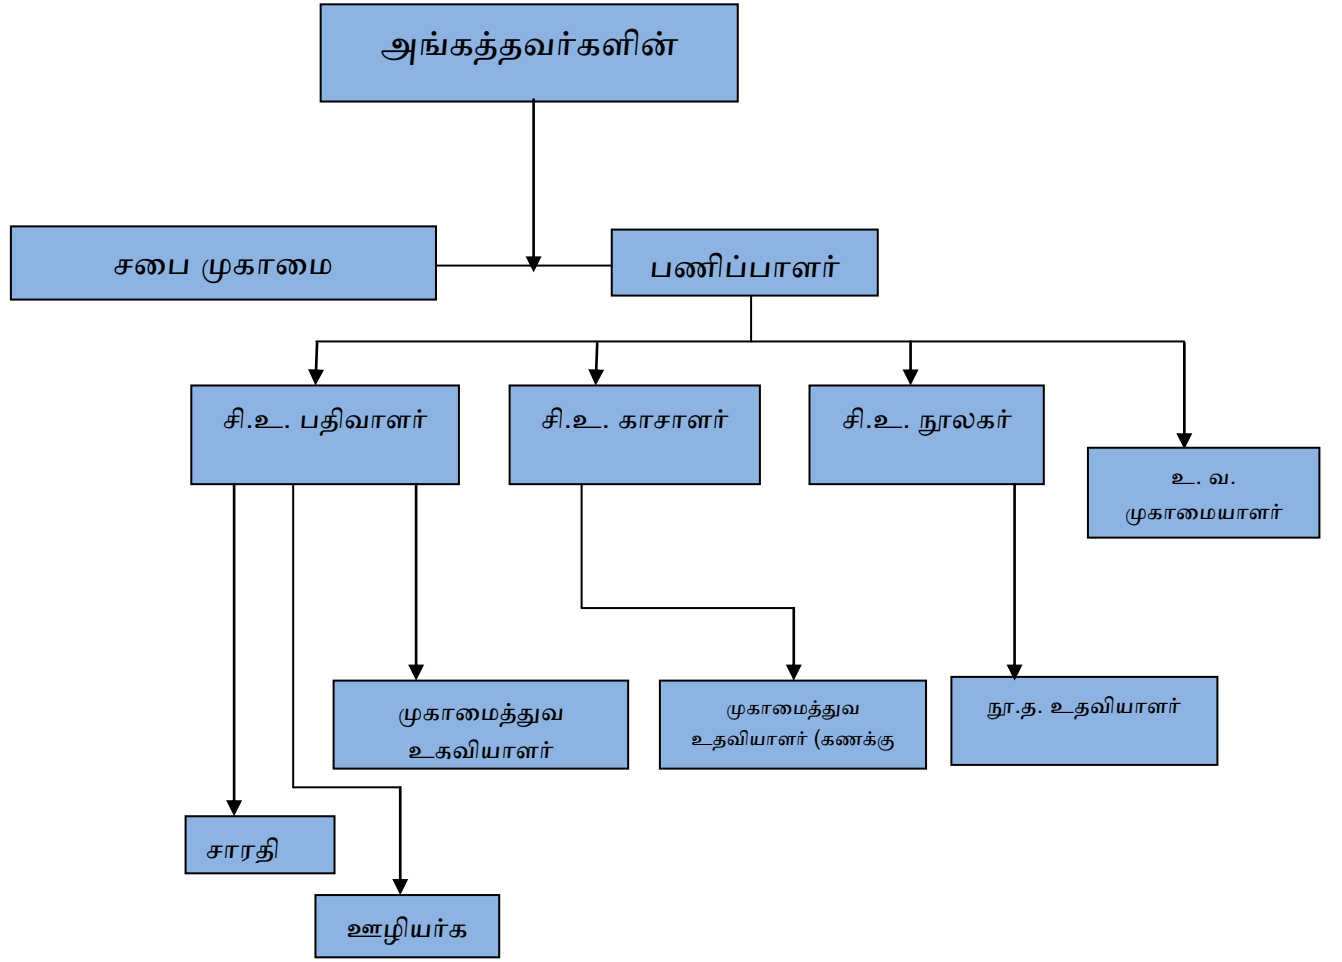 அங்கத்தவர்களின்
சபை முகாமை
பணிப்பாளர்
சி.உ. பதிவாளர்
சி.உ. காசாளர்
சி.உ. நூலகர்
உ. வ.
முகாமையாளர்
முகாமைத்துவ
உதவியாளர்
முகாமைத்துவ
உதவியாளர் (கணக்கு
நூ.த. உதவியாளர்
சாரதி
ஊழியர்க